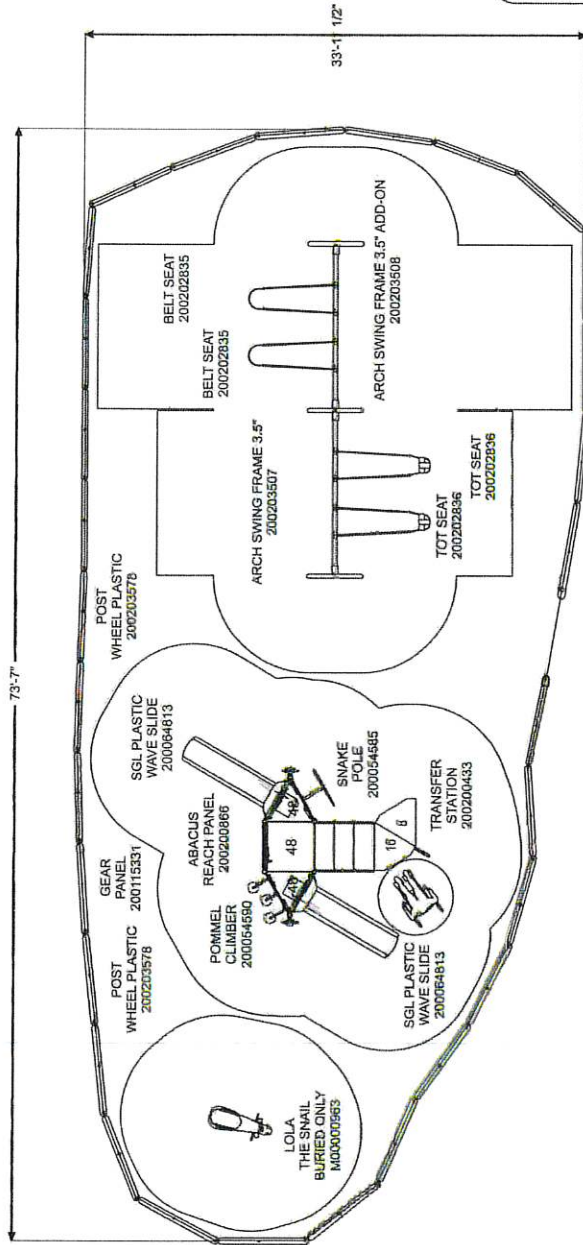 73'-7"
33'-11 1/2"
POST
WHEEL PLASTIC
200203578
GEAR
PANEL
200115331
POST
WHEEL PLASTIC
200203578
SGL PLASTIC
WAVE SLIDE
200064813
ABACUS
REACH PANEL
200200866
POMMEL
CLIMBER
200054590
SNAKE
POLE
200054585
TRANSFER
STATION
200200433
SGL PLASTIC
WAVE SLIDE
200064813
48
48
48
16
8
LOLA
THE SNAIL
BURIED ONLY
M00000963
BELT SEAT
200202835
BELT SEAT
200202835
ARCH SWING FRAME 3.5"
200203507
ARCH SWING FRAME 3.5" ADD-ON
200203508
TOT SEAT
200202836
TOT SEAT
200202836